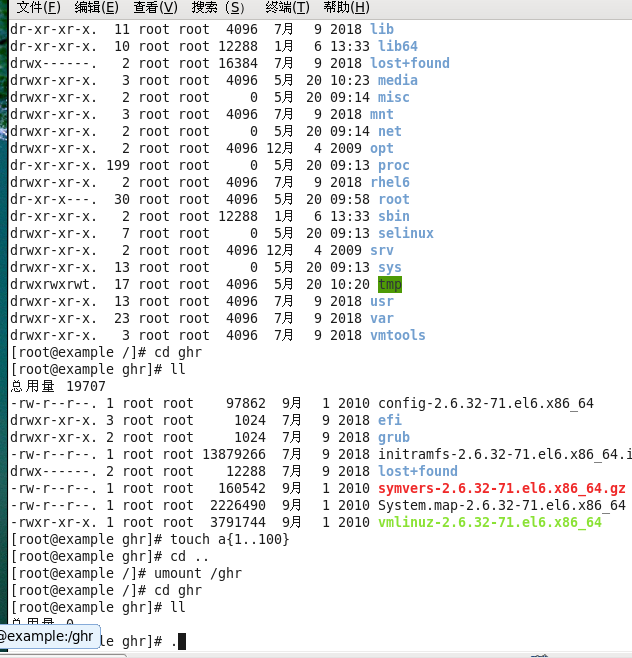 文件(F) 编辑(E) 查看(V) 搜索 (S) 终端(T) 帮助(H)
dr-xr-xr-x. 11 root root 4096 7月 9 2018 lib
dr-xr-xr-x. 10 root root 12288 1月 6 13:33 lib64
drwx------. 2 root root 16384 7月 9 2018 lost+found
drwxr-xr-x. 3 root root 4096 5月 20 10:23 media
drwxr-xr-x. 2 root root 0 5月 20 09:14 misc
drwxr-xr-x. 3 root root 4096 7月 9 2018 mnt
drwxr-xr-x. 2 root root 0 5月 20 09:14 net
drwxr-xr-x. 2 root root 4096 12月 4 2009 opt
dr-xr-xr-x. 199 root root 0 5月 20 09:13 proc
drwxr-xr-x. 2 root root 4096 7月 9 2018 rhel6
dr-xr-x---. 30 root root 4096 5月 20 09:58 root
dr-xr-xr-x. 2 root root 12288 1月 6 13:33 sbin
drwxr-xr-x. 7 root root 0 5月 20 09:13 selinux
drwxr-xr-x. 2 root root 4096 12月 4 2009 srv
drwxr-xr-x. 13 root root 0 5月 20 09:13 sys
drwxrwxrwt. 17 root root 4096 5月 20 10:20 tmp
drwxr-xr-x. 13 root root 4096 7月 9 2018 usr
drwxr-xr-x. 23 root root 4096 7月 9 2018 var
drwxr-xr-x. 3 root root 4096 7月 9 2018 vmtools
[root@example /]# cd ghr
[root@example ghr]# ll
总用量 19707
-rw-r--r--. 1 root root 97862 9月 1 2010 config-2.6.32-71.el6.x86_64
drwxr-xr-x. 3 root root 1024 7月 9 2018 efi
drwxr-xr-x. 2 root root 1024 7月 9 2018 grub
-rw-r--r--. 1 root root 13879266 7月 9 2018 initramfs-2.6.32-71.el6.x86_64.i
drwx------. 2 root root 12288 7月 9 2018 lost+found
-rw-r--r--. 1 root root 160542 9月 1 2010 symvers-2.6.32-71.el6.x86_64.gz
-rw-r--r--. 1 root root 2226490 9月 1 2010 System.map-2.6.32-71.el6.x86_64
-rwxr-xr-x. 1 root root 3791744 9月 1 2010 vmlinuz-2.6.32-71.el6.x86_64
[root@example ghr]# touch a{1..100}
[root@example ghr]# cd ..
[root@example /]# umount /ghr
[root@example /]# cd ghr
[root@example ghr]# ll
总用量 0
@example:/ghr
e ghr]# .